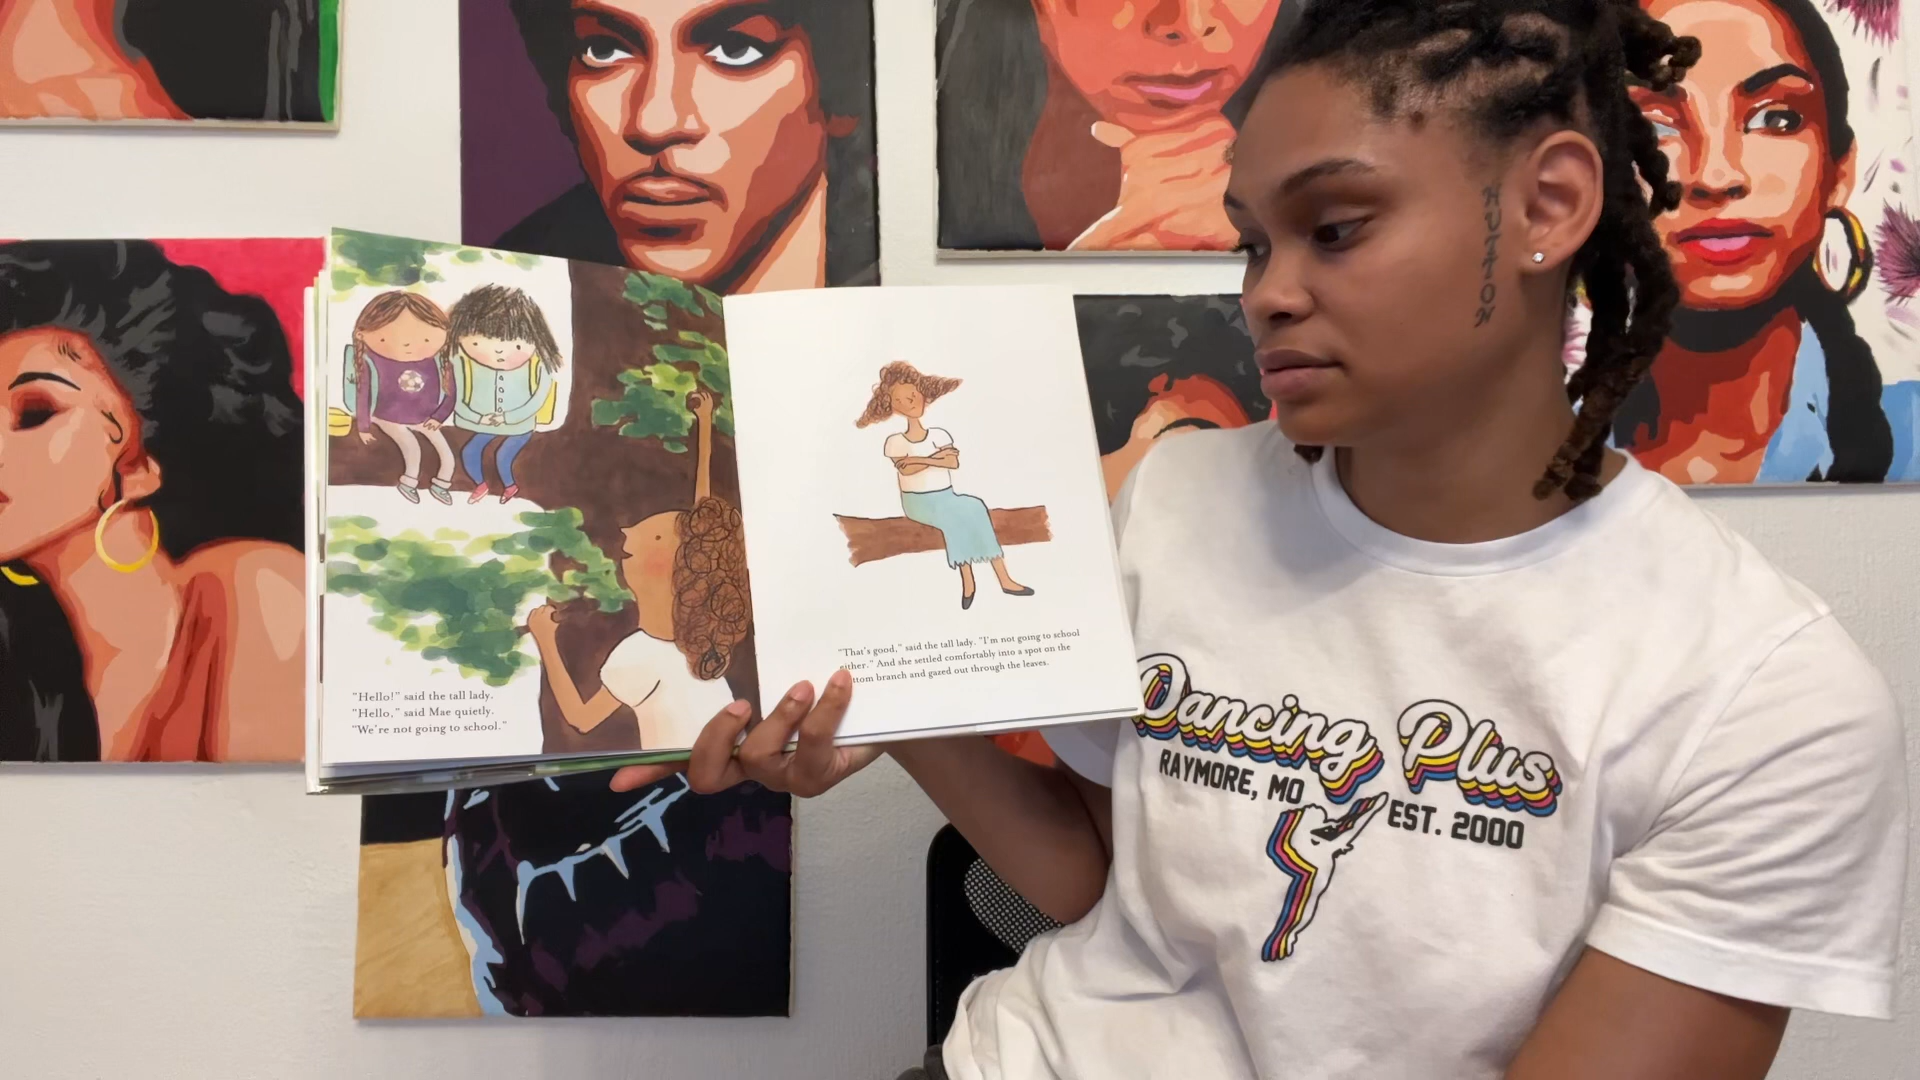 "Hello!" said the tall lady.
"Hello," said Mae quietly.
"We're not going to school."
"That's good," said the tall lady. "I'm not going to school
either." And she settled comfortably into a spot on the
branch and gazed out through the leaves.
HUTTON
Dancing Plus
RAYMORE, MO
EST. 2000